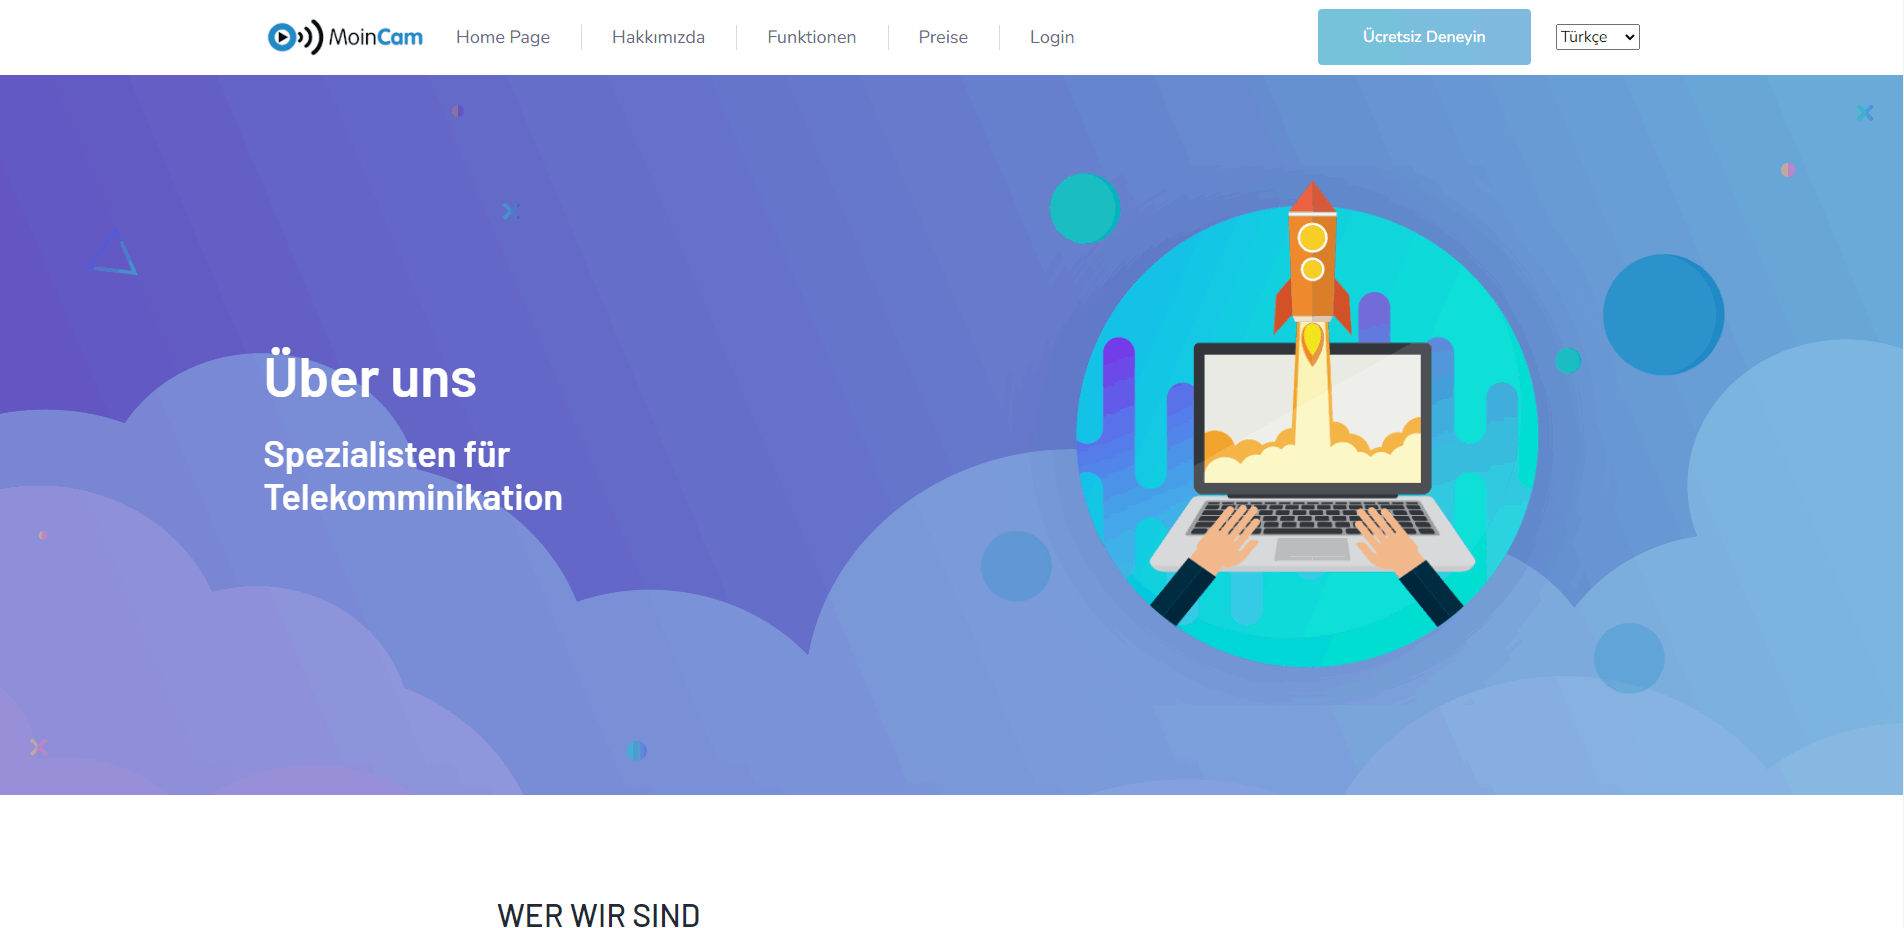 MoinCam
Home Page
Hakkımızda
Funktionen
Preise
Login
Ücretsiz Deneyin
Türkçe
Über uns
Spezialisten für
Telekomminikation
WER WIR SIND